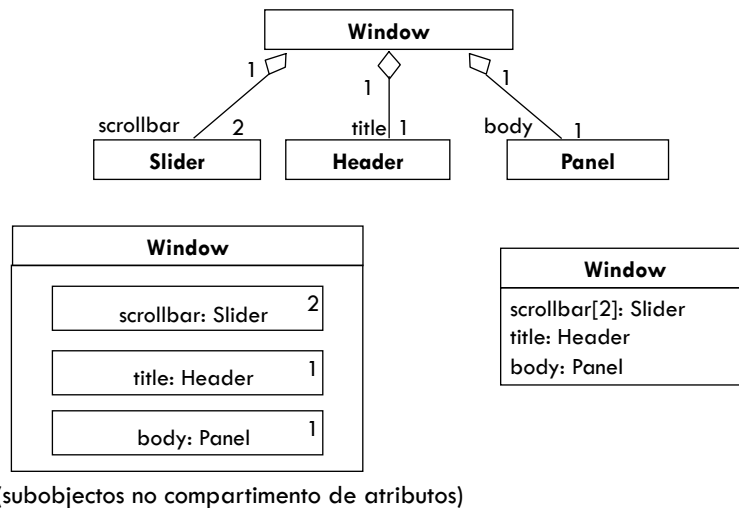 Window
1
1
1
scrollbar
2
title
1
body
1
Slider
Header
Panel
Window
scrollbar: Slider
2
title: Header
1
body: Panel
1
Window
scrollbar[2]: Slider
title: Header
body: Panel
(subobjectos no compartimento de atributos)